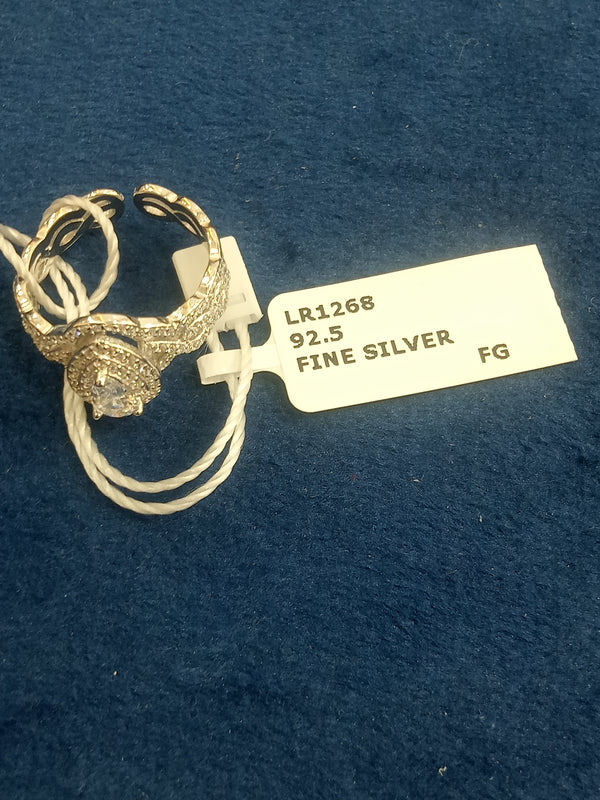 LR1268
92.5
FINE SILVER
FG